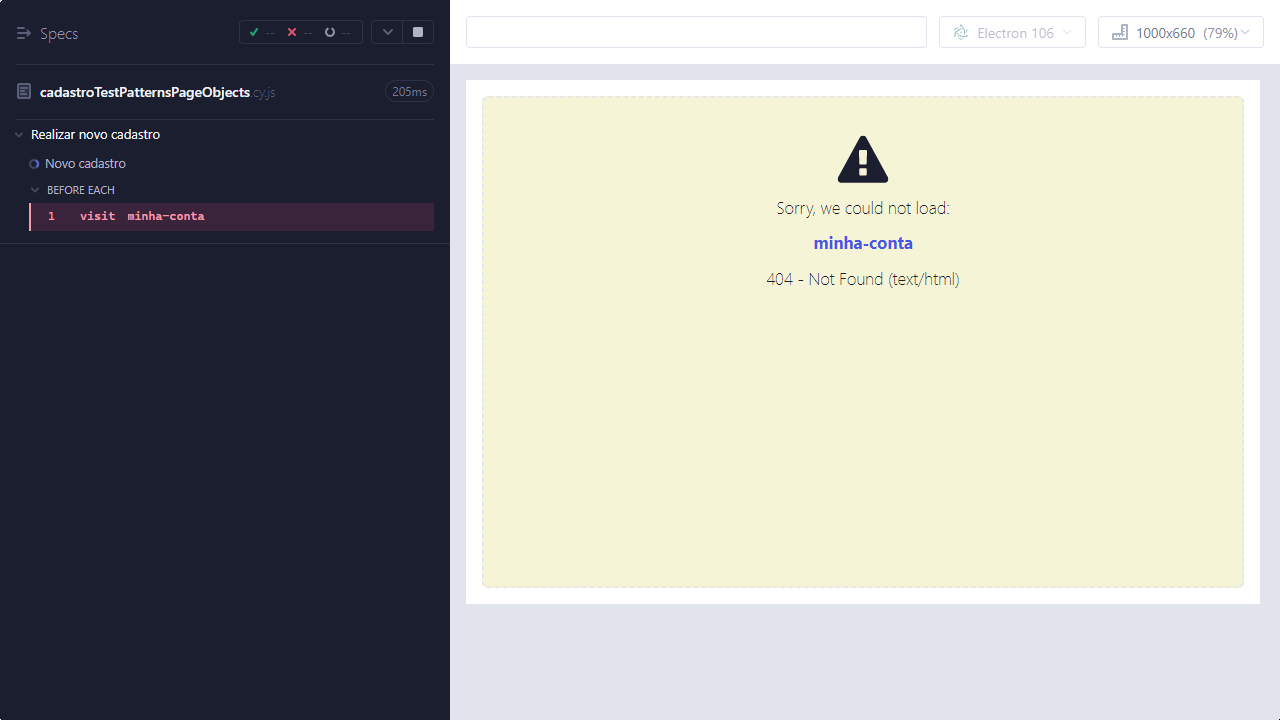 Specs
-- -- --
cadastroTestPatternsPageObjects.cy.js 205ms
Realizar novo cadastro
Novo cadastro
BEFORE EACH
1 visit minha-conta
Electron 106
1000x660 (79%)
Sorry, we could not load:
minha-conta
404 - Not Found (text/html)